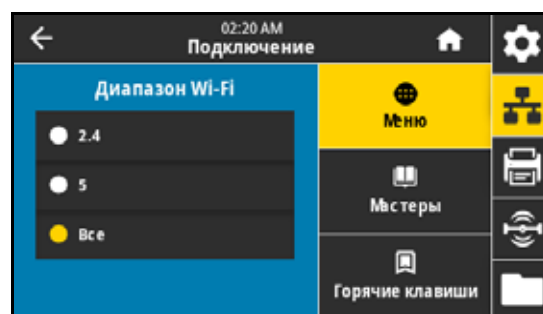 02:20 AM
Подключение
Диапазон Wi-Fi
2.4
5
Все
Меню
Мастеры
Горячие клавиши